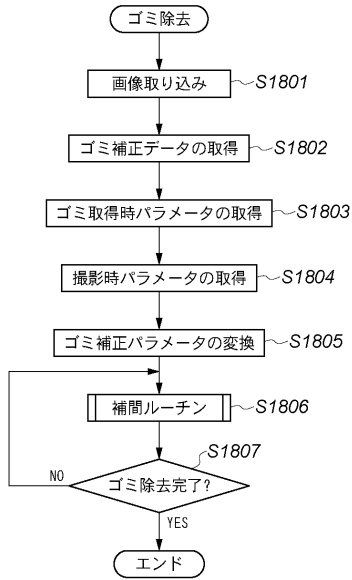 ゴミ除去
画像取り込み S1801
ゴミ補正データの取得 S1802
ゴミ取得時パラメータの取得 S1803
撮影時パラメータの取得 S1804
ゴミ補正パラメータの変換 S1805
補間ルーチン S1806
S1807
ゴミ除去完了?
NO
YES
エンド